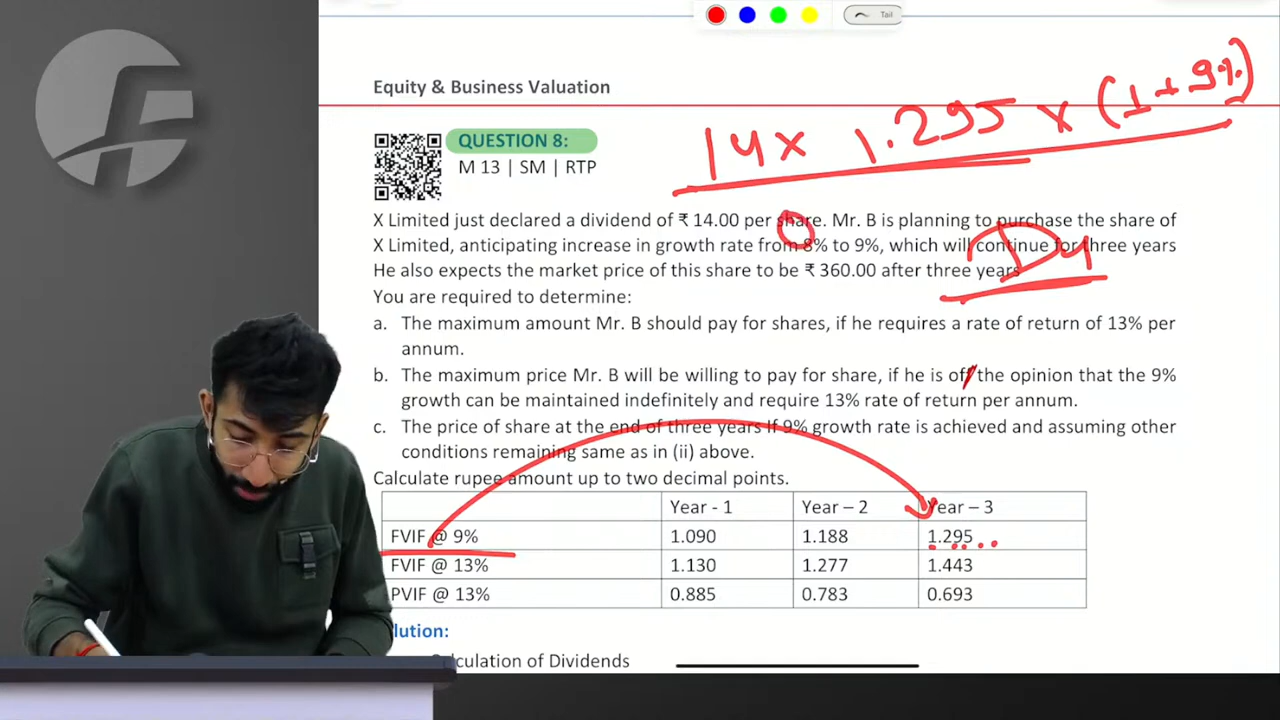 Tail
Equity & Business Valuation
14 x 1.295 x (1 + 9%)
QUESTION 8:
M 13 | SM | RTP
X Limited just declared a dividend of ₹ 14.00 per share. Mr. B is planning to purchase the share of
X Limited, anticipating increase in growth rate from 8% to 9%, which will continue for three years
He also expects the market price of this share to be ₹ 360.00 after three years
D4
You are required to determine:
a. The maximum amount Mr. B should pay for shares, if he requires a rate of return of 13% per
annum.
b. The maximum price Mr. B will be willing to pay for share, if he is off the opinion that the 9%
growth can be maintained indefinitely and require 13% rate of return per annum.
c. The price of share at the end of three years if 9% growth rate is achieved and assuming other
conditions remaining same as in (ii) above.
Calculate rupee amount up to two decimal points.
Year - 1 Year – 2 Year – 3
FVIF @ 9% 1.090 1.188 1.295
FVIF @ 13% 1.130 1.277 1.443
PVIF @ 13% 0.885 0.783 0.693
lution:
lculation of Dividends